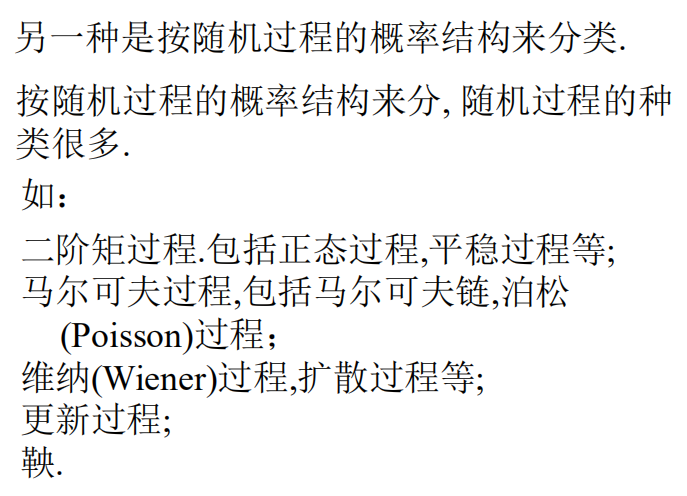 另一种是按随机过程的概率结构来分类.
按随机过程的概率结构来分, 随机过程的种
类很多.
如：
二阶矩过程.包括正态过程,平稳过程等;
马尔可夫过程,包括马尔可夫链,泊松
(Poisson)过程；
维纳(Wiener)过程,扩散过程等;
更新过程;
鞅.